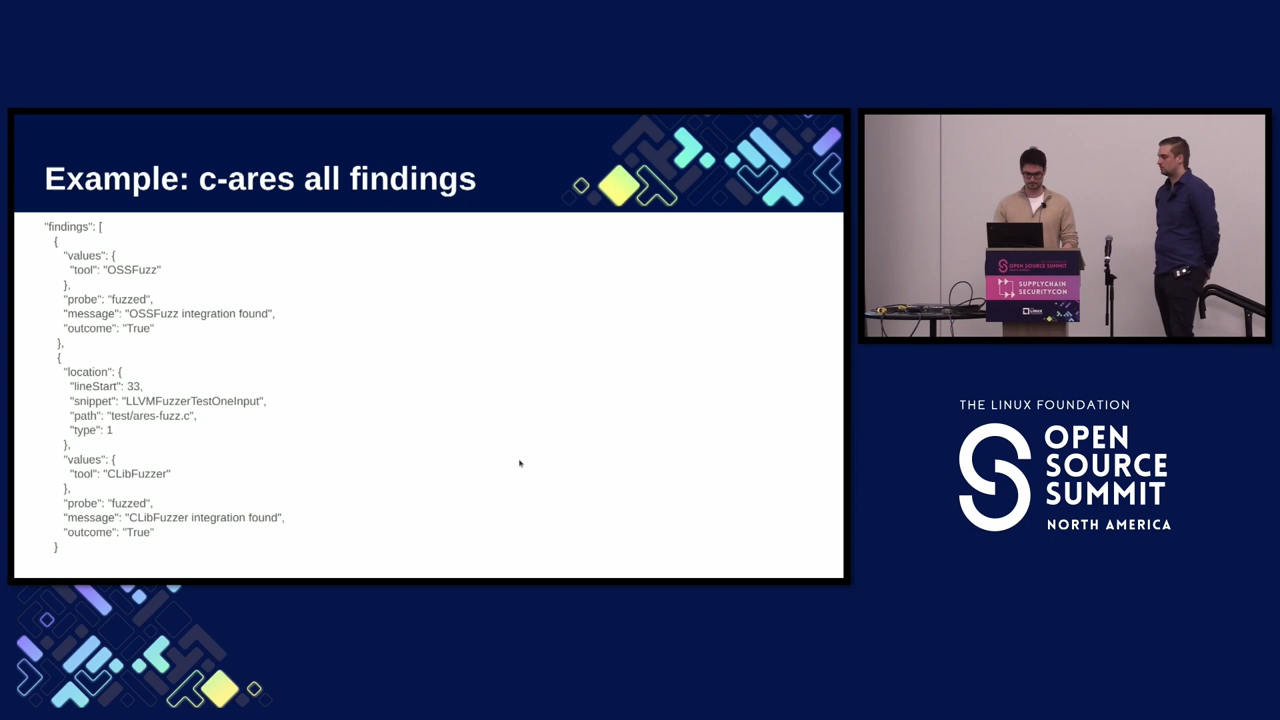 Example: c-ares all findings
"findings": [
{
"values": {
"tool": "OSSFuzz"
},
"probe": "fuzzed",
"message": "OSSFuzz integration found",
"outcome": "True"
},
{
"location": {
"lineStart": 33,
"snippet": "LLVMFuzzerTestOneInput",
"path": "test/ares-fuzz.c",
"type": 1
},
"values": {
"tool": "CLibFuzzer"
},
"probe": "fuzzed",
"message": "CLibFuzzer integration found",
"outcome": "True"
}
OPEN SOURCE SUMMIT
SUPPLYCHAIN
SECURITYCON
THE LINUX FOUNDATION
OPEN
SOURCE
SUMMIT
NORTH AMERICA